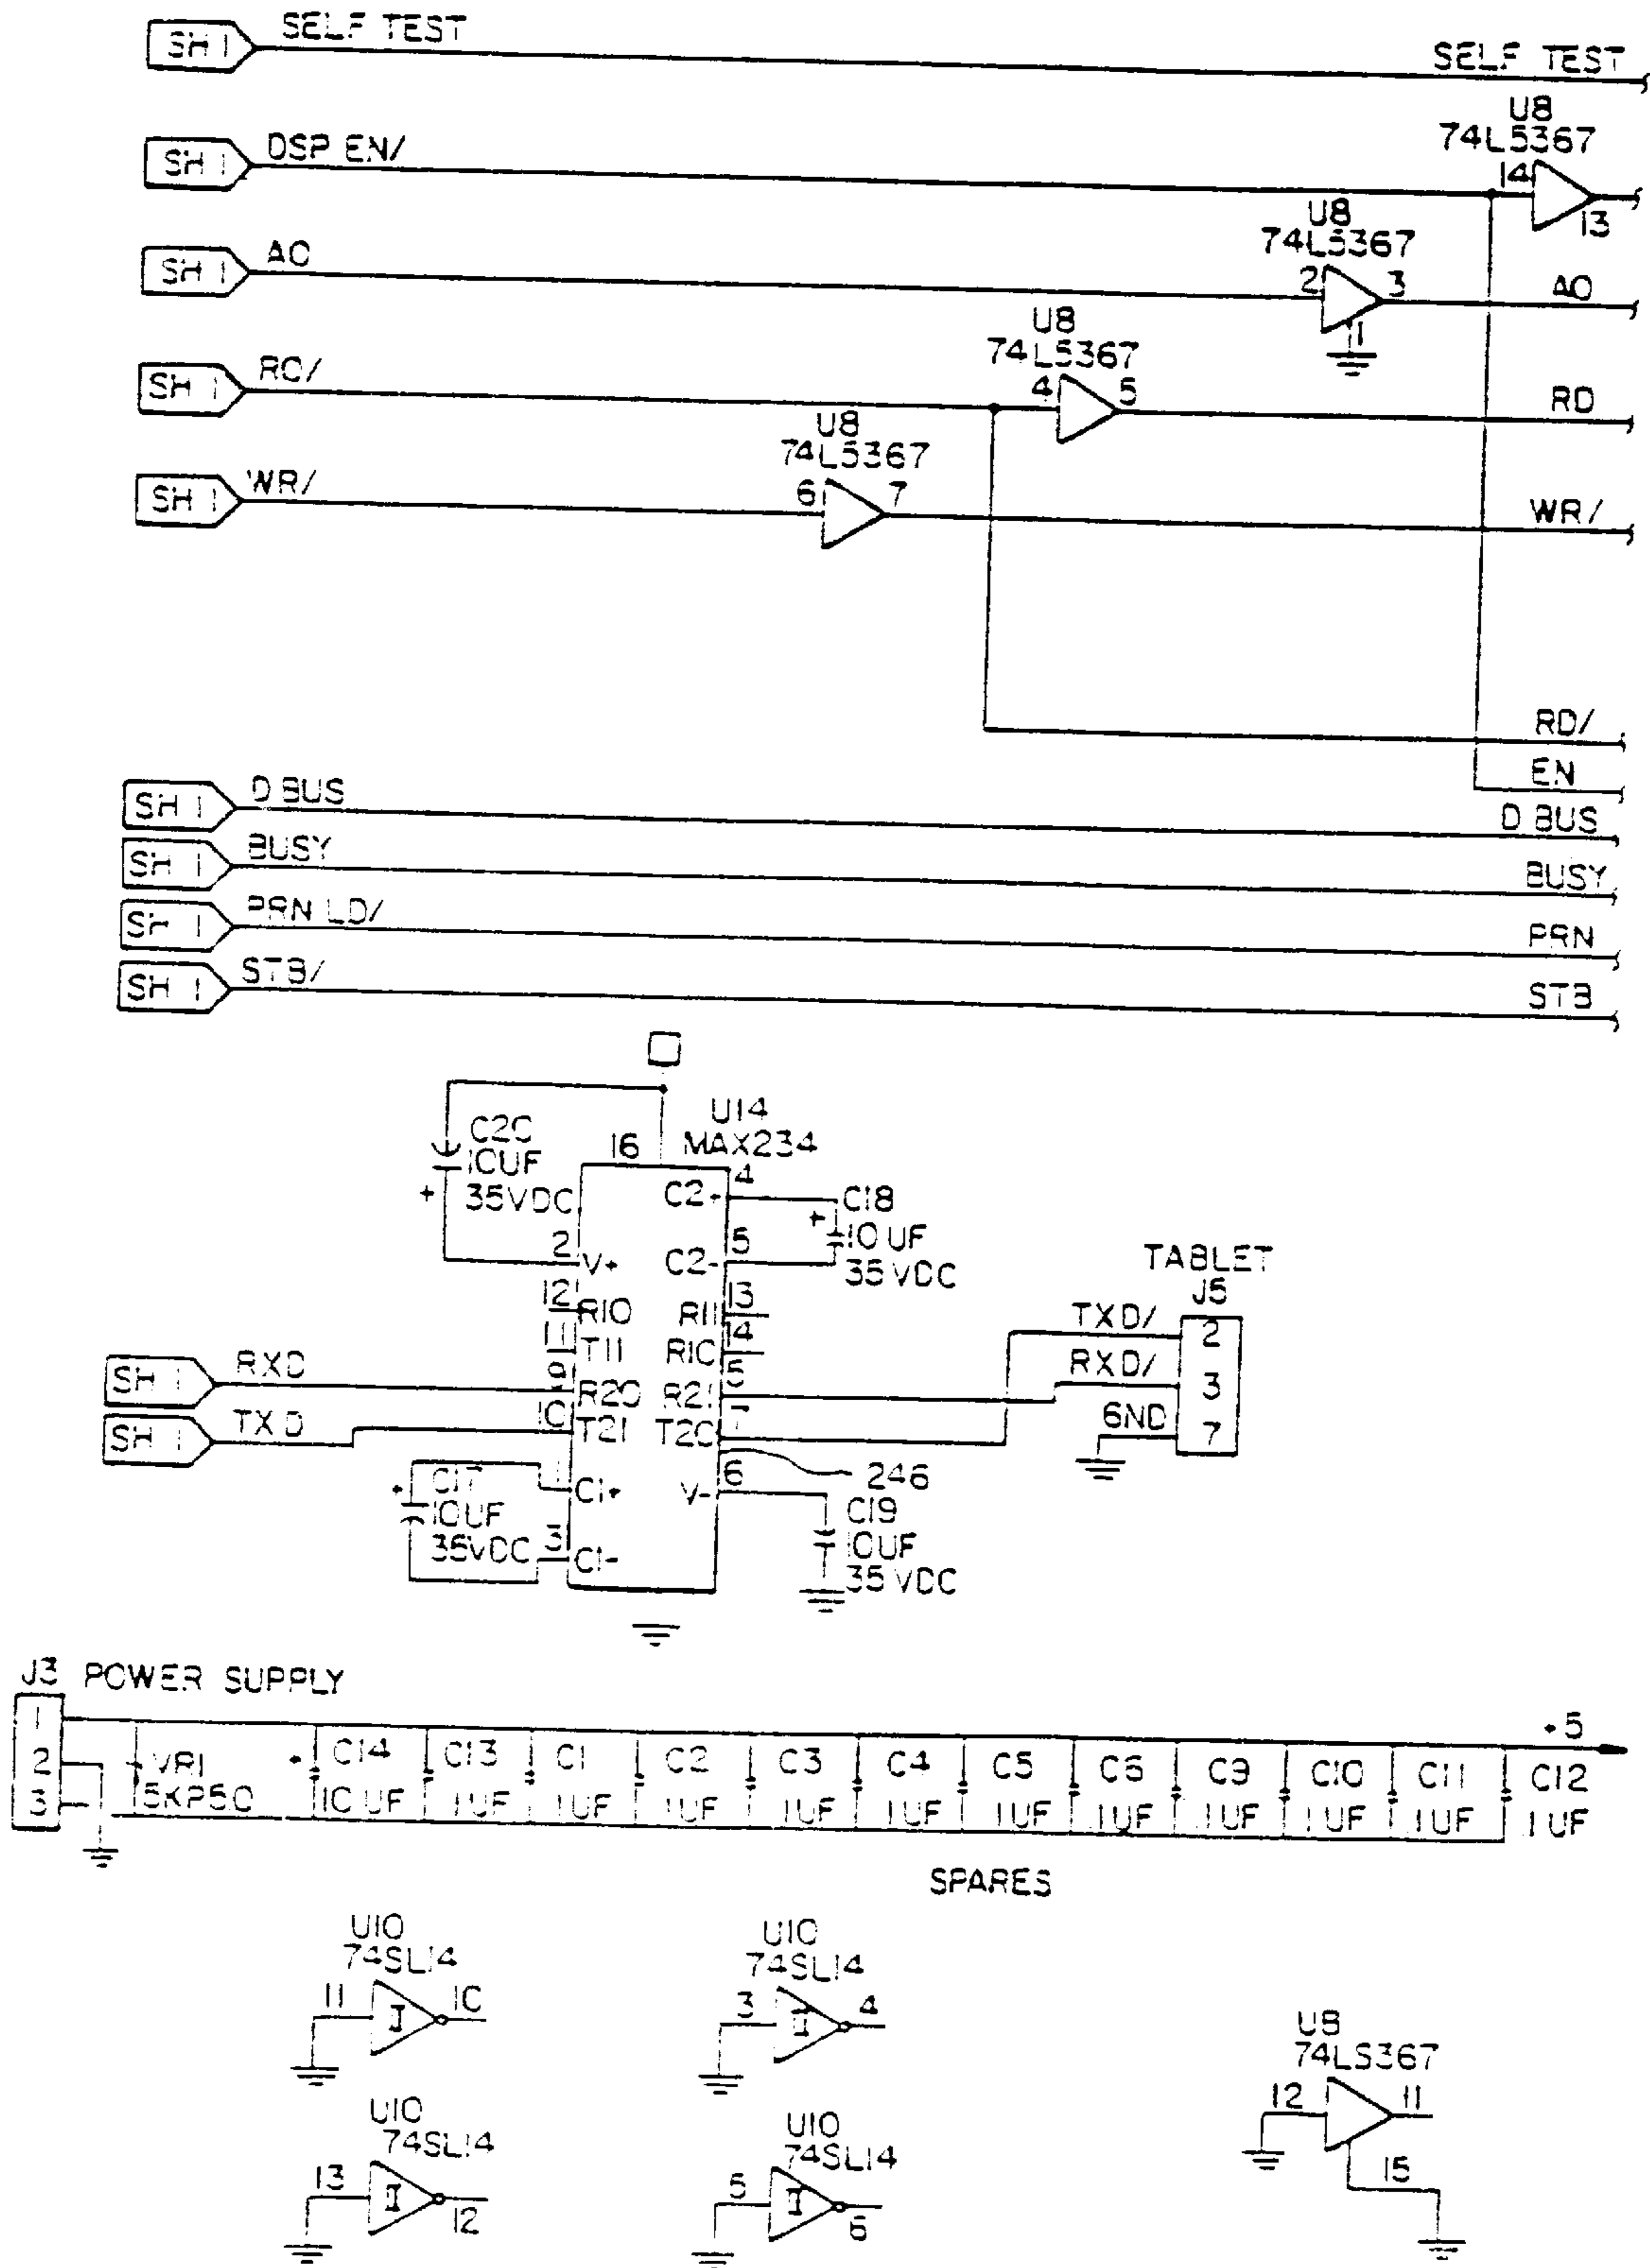 SH 1 SELF TEST SELF TEST
U8
74LS367
SH 1 DSP EN/ 14 13
U8
74LS367
SH 1 A0 2 3 A0
1
U8
74LS367
SH 1 RD/ 4 5 RD
U8
74LS367
SH 1 WR/ 6 7 WR/
RD/
EN
SH 1 D BUS D BUS
SH 1 BUSY BUSY
SH 1 PRN LD/ PRN
SH 1 STB/ STB
U14
MAX234
16
C20
10UF
35VDC
+
4
C2+
C18
+
10 UF
35 VDC
5
C2-
2
V+
TABLET
J5
12
R1O
13
R1I
11
T1I
14
R1O
TXD/ 2
RXD/ 3
GND 7
SH 1 RXD
9
R2O
5
R2I
SH 1 TXD
10
T2I
7
T2O
246
+
C17
10UF
35VDC
1
C1+
3
C1-
6
V-
C19
10UF
35 VDC
J3 POWER SUPPLY
1
2
3
+5
VR1
5KP50
+ C14
10 UF
C13
.1UF
C1
.1UF
C2
.1UF
C3
.1UF
C4
.1UF
C5
.1UF
C6
.1UF
C9
.1UF
C10
.1UF
C11
.1UF
C12
.1UF
SPARES
U10
74SL14
11 10
U10
74SL14
3 4
U8
74LS367
12 11
15
U10
74SL14
13 12
U10
74SL14
5 6